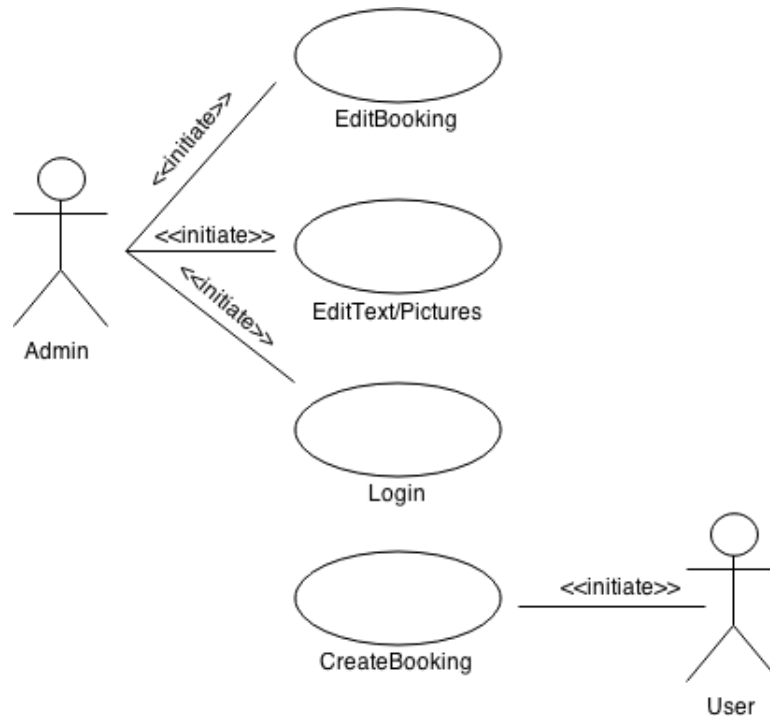 EditBooking
<<initiate>>
<<initiate>>
EditText/Pictures
<<initiate>>
Admin
Login
<<initiate>>
CreateBooking
User